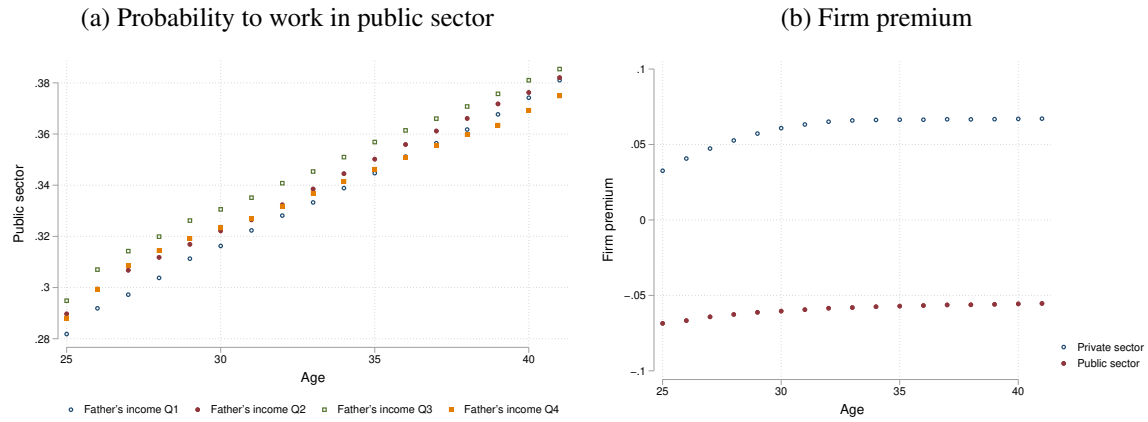 (a) Probability to work in public sector
.38
.36
.34
.32
.3
.28
Public sector
25
30
35
40
Age
Father's income Q1
Father's income Q2
Father's income Q3
Father's income Q4
(b) Firm premium
.1
.05
0
−.05
−.1
Firm premium
25
30
35
40
Age
Private sector
Public sector